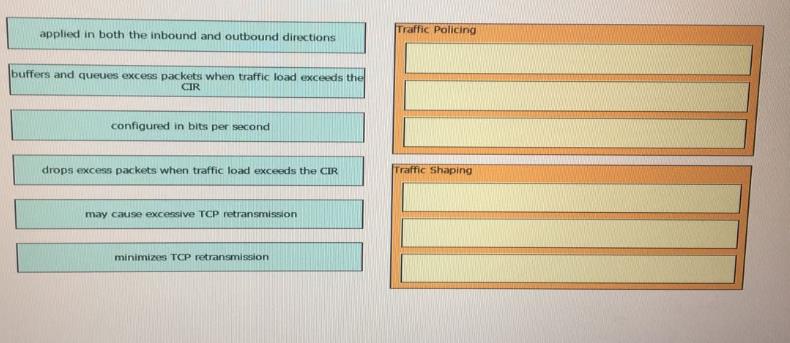 applied in both the inbound and outbound directions
buffers and queues excess packets when traffic load exceeds the
CIR
configured in bits per second
drops excess packets when traffic load exceeds the CIR
may cause excessive TCP retransmission
minimizes TCP retransmission
Traffic Policing
Traffic Shaping